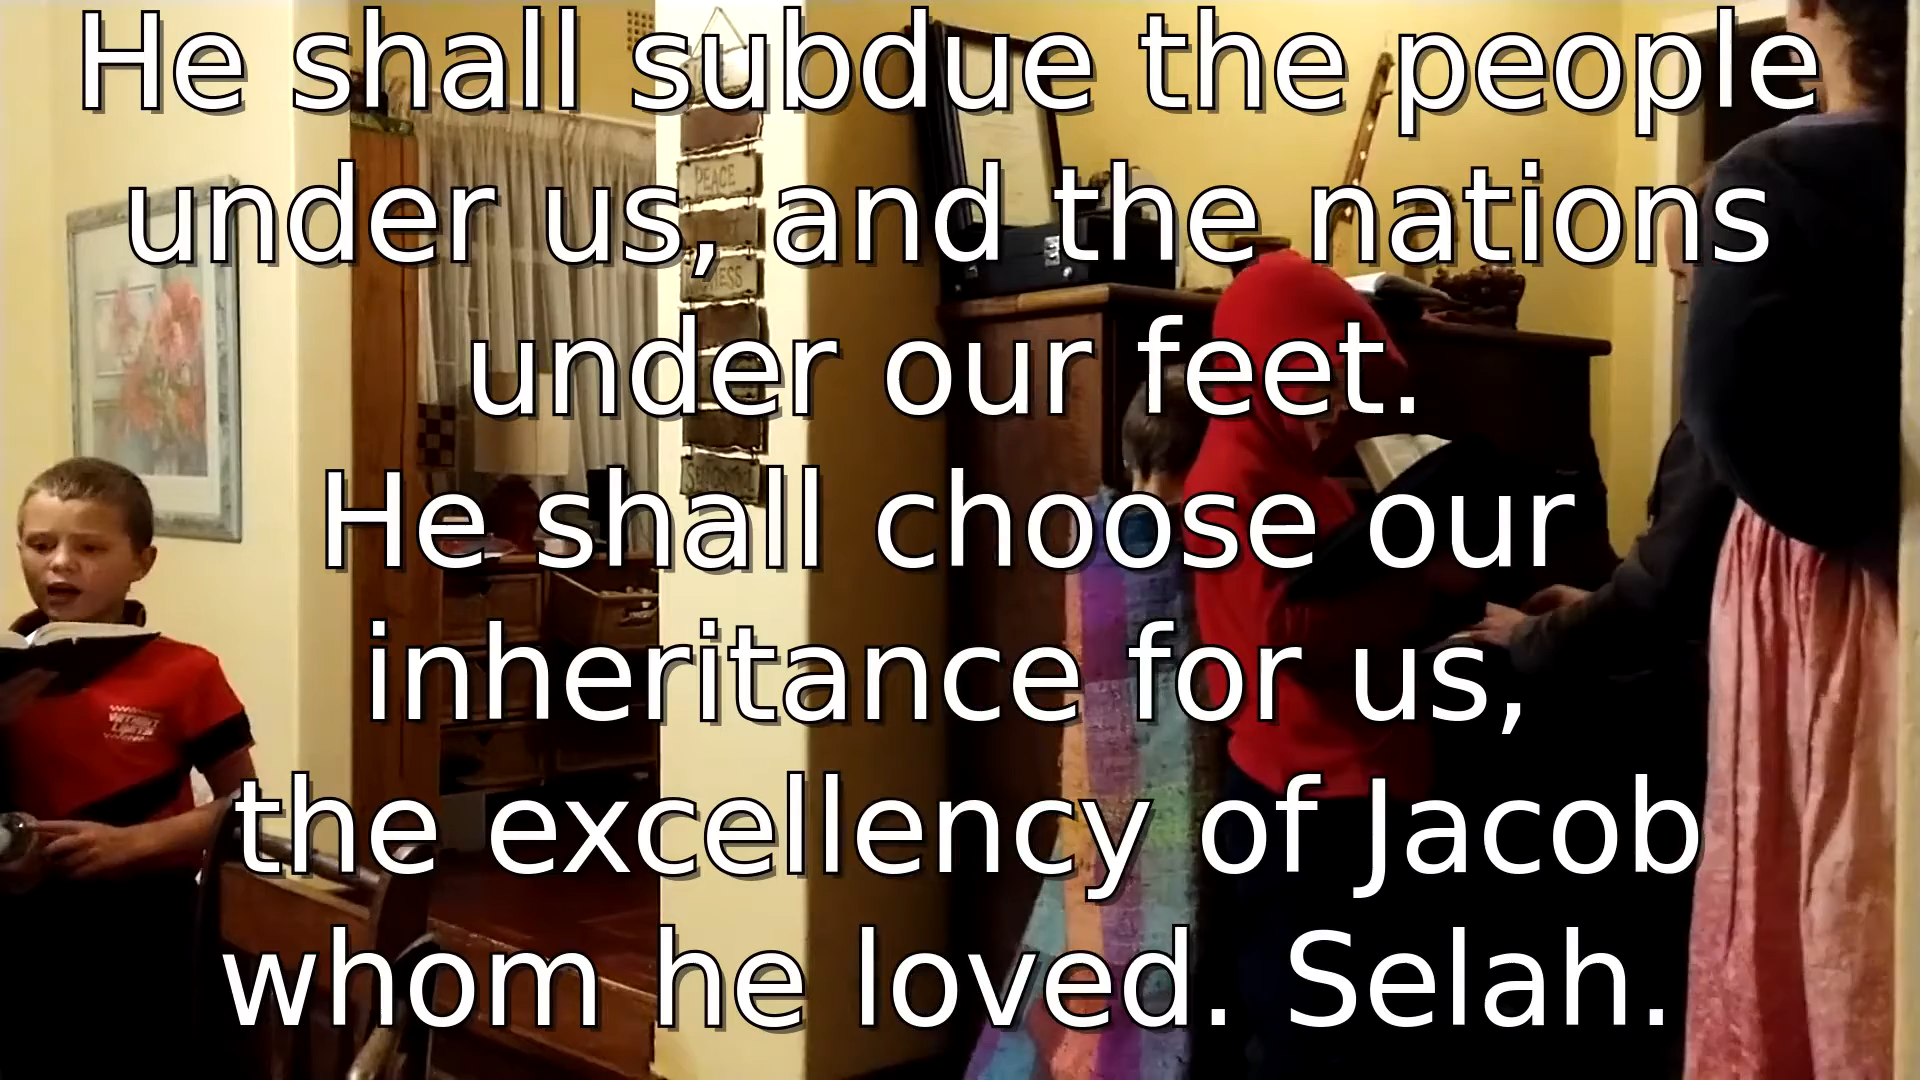 He shall subdue the people
under us, and the nations
under our feet.
He shall choose our
inheritance for us,
the excellency of Jacob
whom he loved. Selah.
PEACE